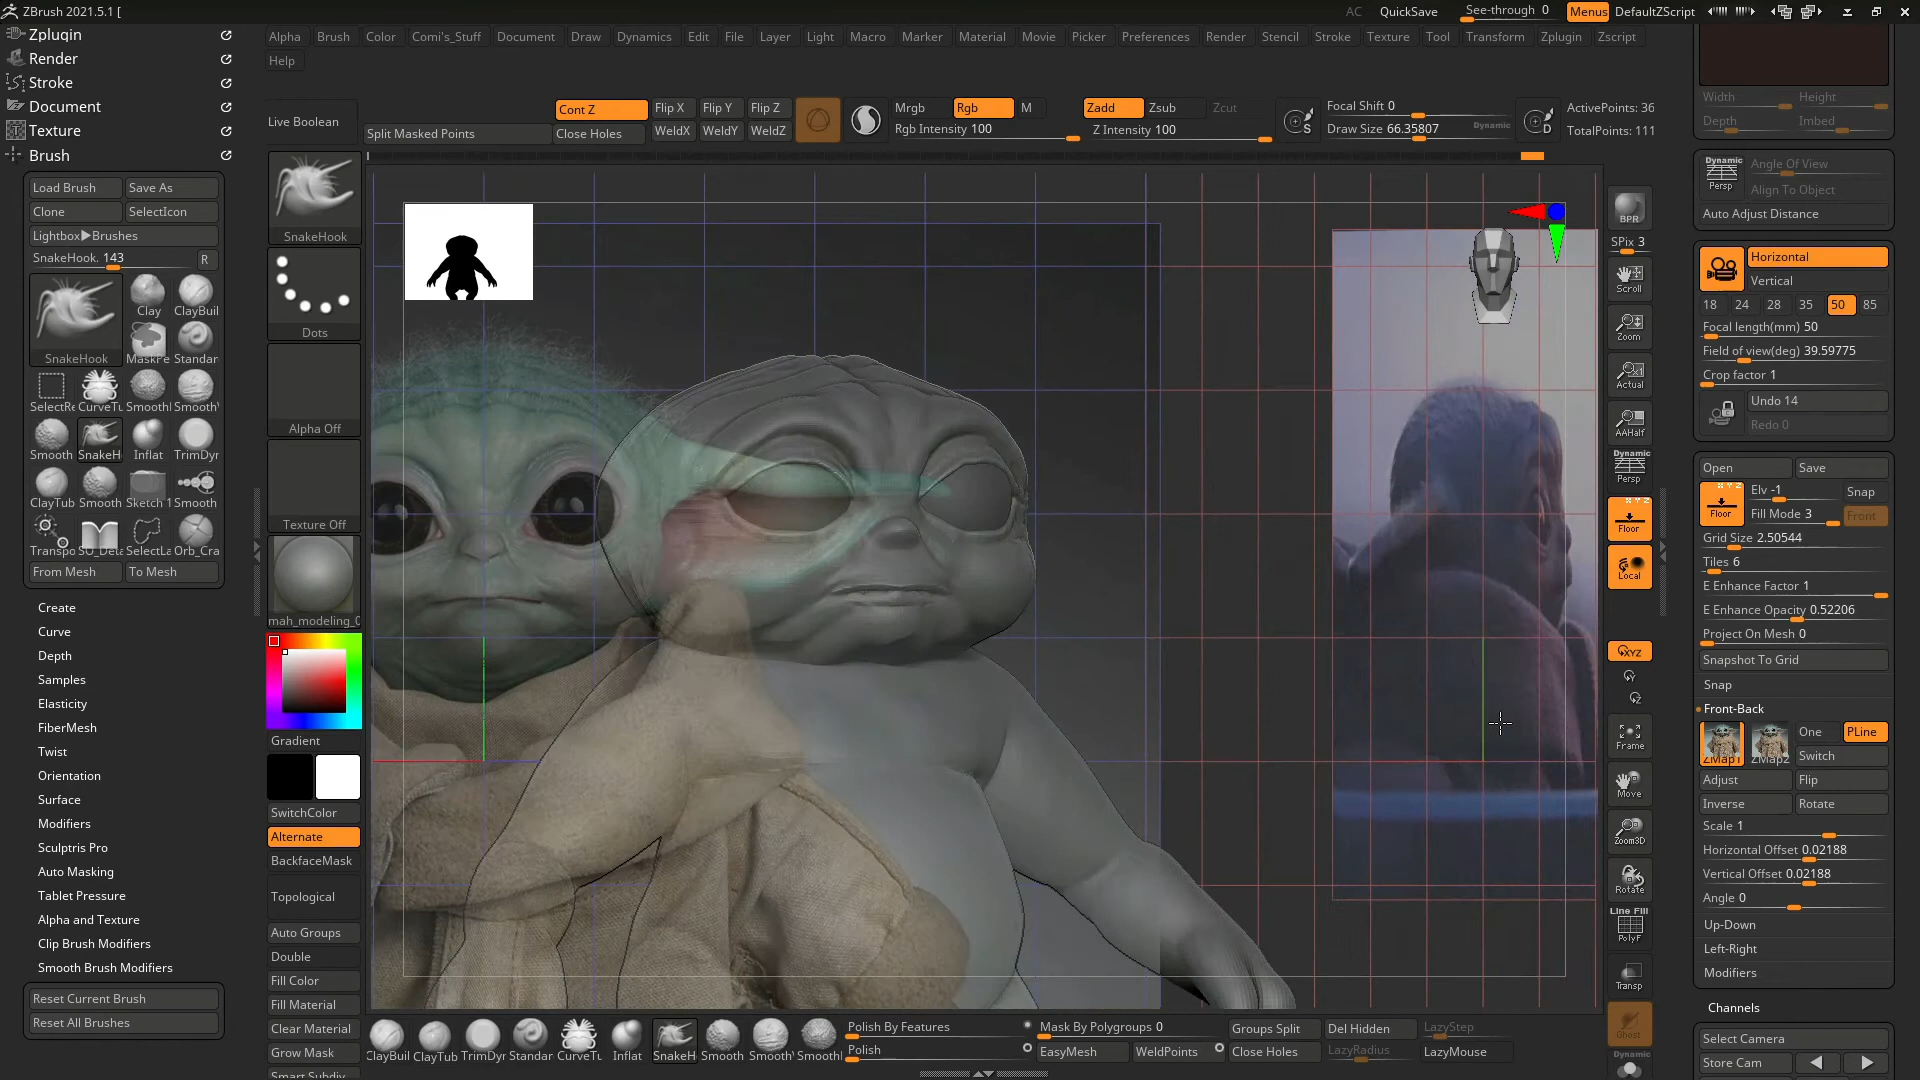 ZBrush 2021.5.1 [
AC
QuickSave
See-through 0
Menus
DefaultZScript
Zplugin
Render
Stroke
Document
Texture
Brush
Alpha
Brush
Color
Comi's_Stuff
Document
Draw
Dynamics
Edit
File
Layer
Light
Macro
Marker
Material
Movie
Picker
Preferences
Render
Stencil
Stroke
Texture
Tool
Transform
Zplugin
Zscript
Help
Live Boolean
Split Masked Points
Cont Z
Close Holes
Flip X
Flip Y
Flip Z
WeldX
WeldY
WeldZ
Mrgb
Rgb
M
Rgb Intensity 100
Zadd
Zsub
Zcut
Z Intensity 100
S
Focal Shift 0
Draw Size 66.35807
Dynamic
D
ActivePoints: 36
TotalPoints: 111
Load Brush
Save As
Clone
SelectIcon
Lightbox▶Brushes
SnakeHook. 143
R
SnakeHook
Clay
ClayBuil
MaskPe
Standar
SelectRe
CurveTu
Smooth
Smooth
Smooth
SnakeH
Inflat
TrimDyr
ClayTub
Smooth
Sketch 1
Smooth
Transpo
SelectLa
Orb_Cra
From Mesh
To Mesh
Create
Curve
Depth
Samples
Elasticity
FiberMesh
Twist
Orientation
Surface
Modifiers
Sculptris Pro
Auto Masking
Tablet Pressure
Alpha and Texture
Clip Brush Modifiers
Smooth Brush Modifiers
Reset Current Brush
Reset All Brushes
SnakeHook
Dots
Alpha Off
Texture Off
mah_modeling_0
Gradient
SwitchColor
Alternate
BackfaceMask
Topological
Auto Groups
Double
Fill Color
Fill Material
Clear Material
Grow Mask
Smart Subdiv
ClayBuil
ClayTub
TrimDyr
Standar
CurveTu
Inflat
SnakeH
Smooth
Smooth
Smooth
Polish By Features
Polish
Mask By Polygroups 0
EasyMesh
WeldPoints
Groups Split
Close Holes
Del Hidden
LazyStep
LazyRadius
LazyMouse
BPR
SPix 3
Scroll
Zoom
Actual
AAHalf
Dynamic
Persp
Floor
Local
XYZ
Y
Z
Frame
Move
Zoom3D
Rotate
Line Fill
PolyF
Transp
Ghost
Dynamic
Width
Height
Depth
Imbed
Dynamic
Persp
Angle Of View
Align To Object
Auto Adjust Distance
Horizontal
Vertical
18
24
28
35
50
85
Focal length(mm) 50
Field of view(deg) 39.59775
Crop factor 1
Undo 14
Redo 0
Open
Save
X Y Z
Floor
Elv -1
Snap
Fill Mode 3
Front
Grid Size 2.50544
Tiles 6
E Enhance Factor 1
E Enhance Opacity 0.52206
Project On Mesh 0
Snapshot To Grid
Snap
Front-Back
ZMap1
ZMap2
One
PLine
Switch
Adjust
Flip
Inverse
Rotate
Scale 1
Horizontal Offset 0.02188
Vertical Offset 0.02188
Angle 0
Up-Down
Left-Right
Modifiers
Channels
Select Camera
Store Cam